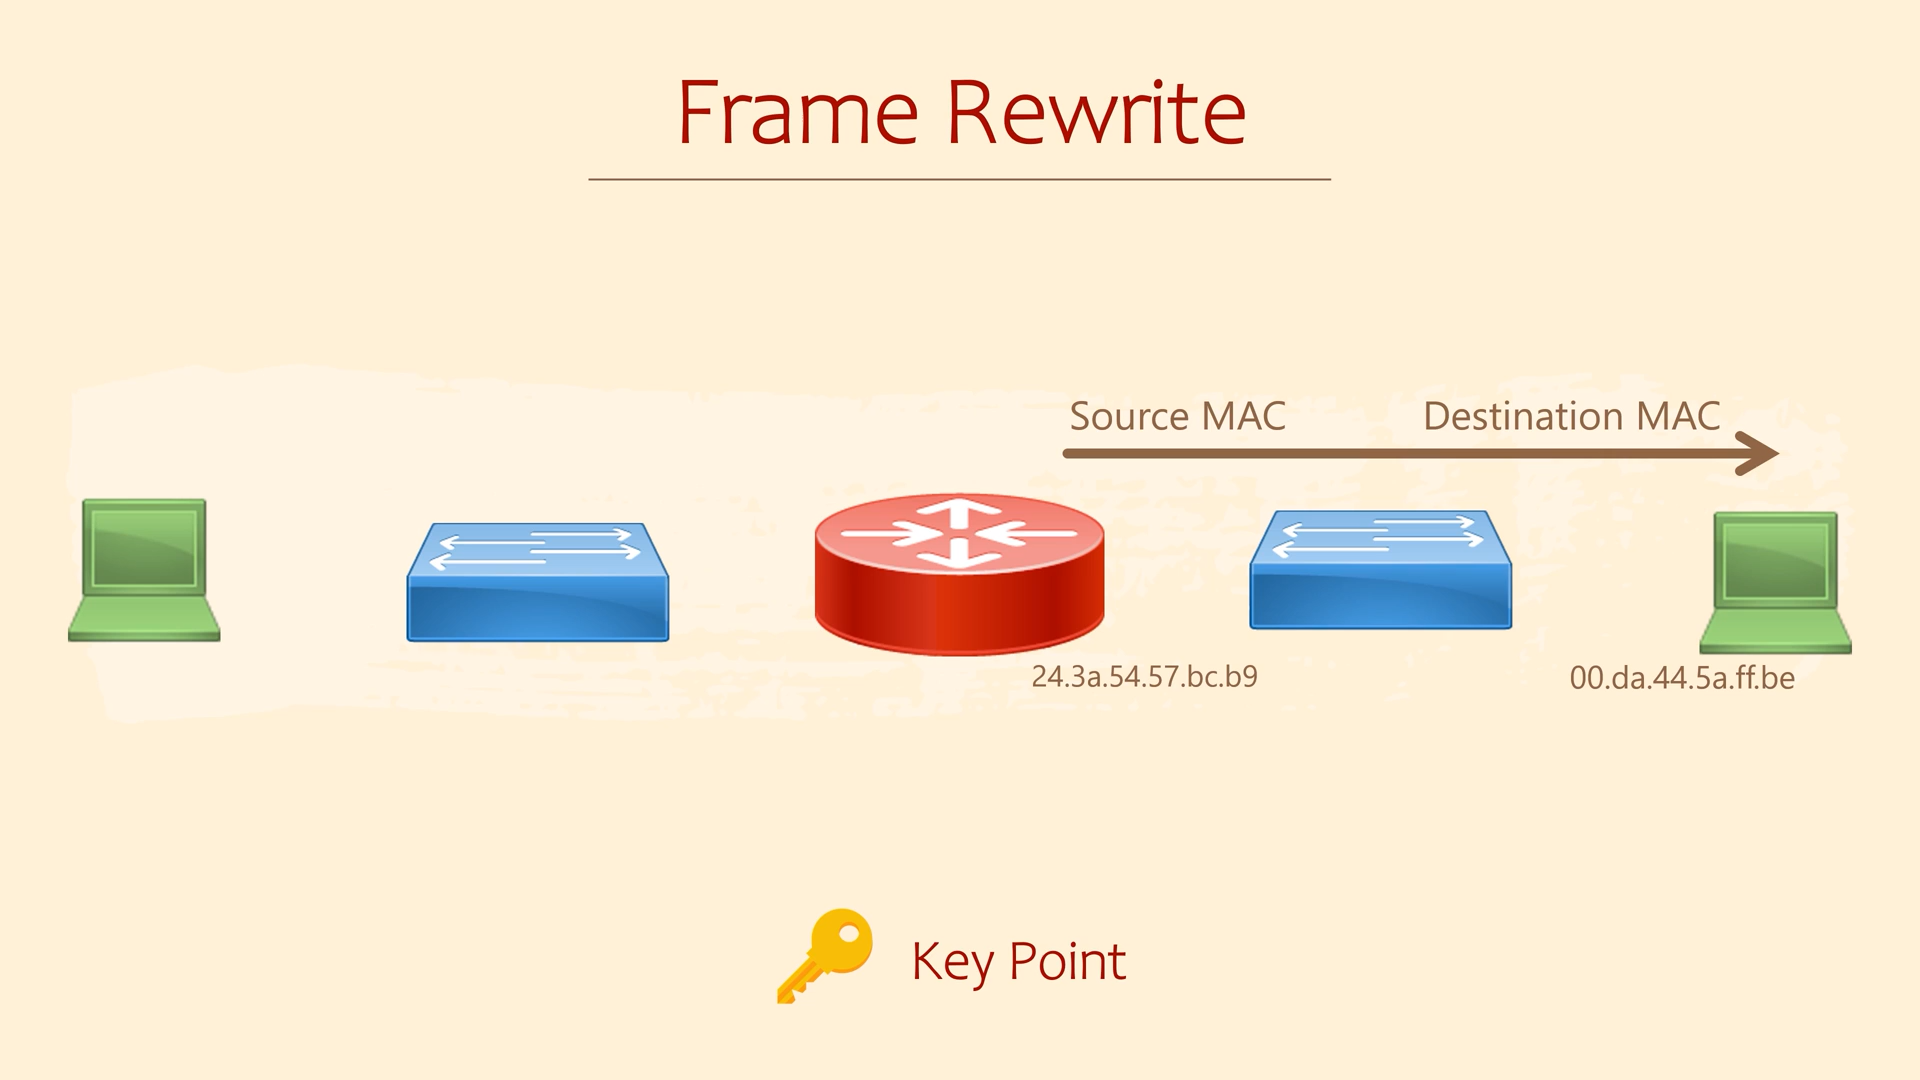 Frame Rewrite
Source MAC
Destination MAC
24.3a.54.57.bc.b9
00.da.44.5a.ff.be
Key Point